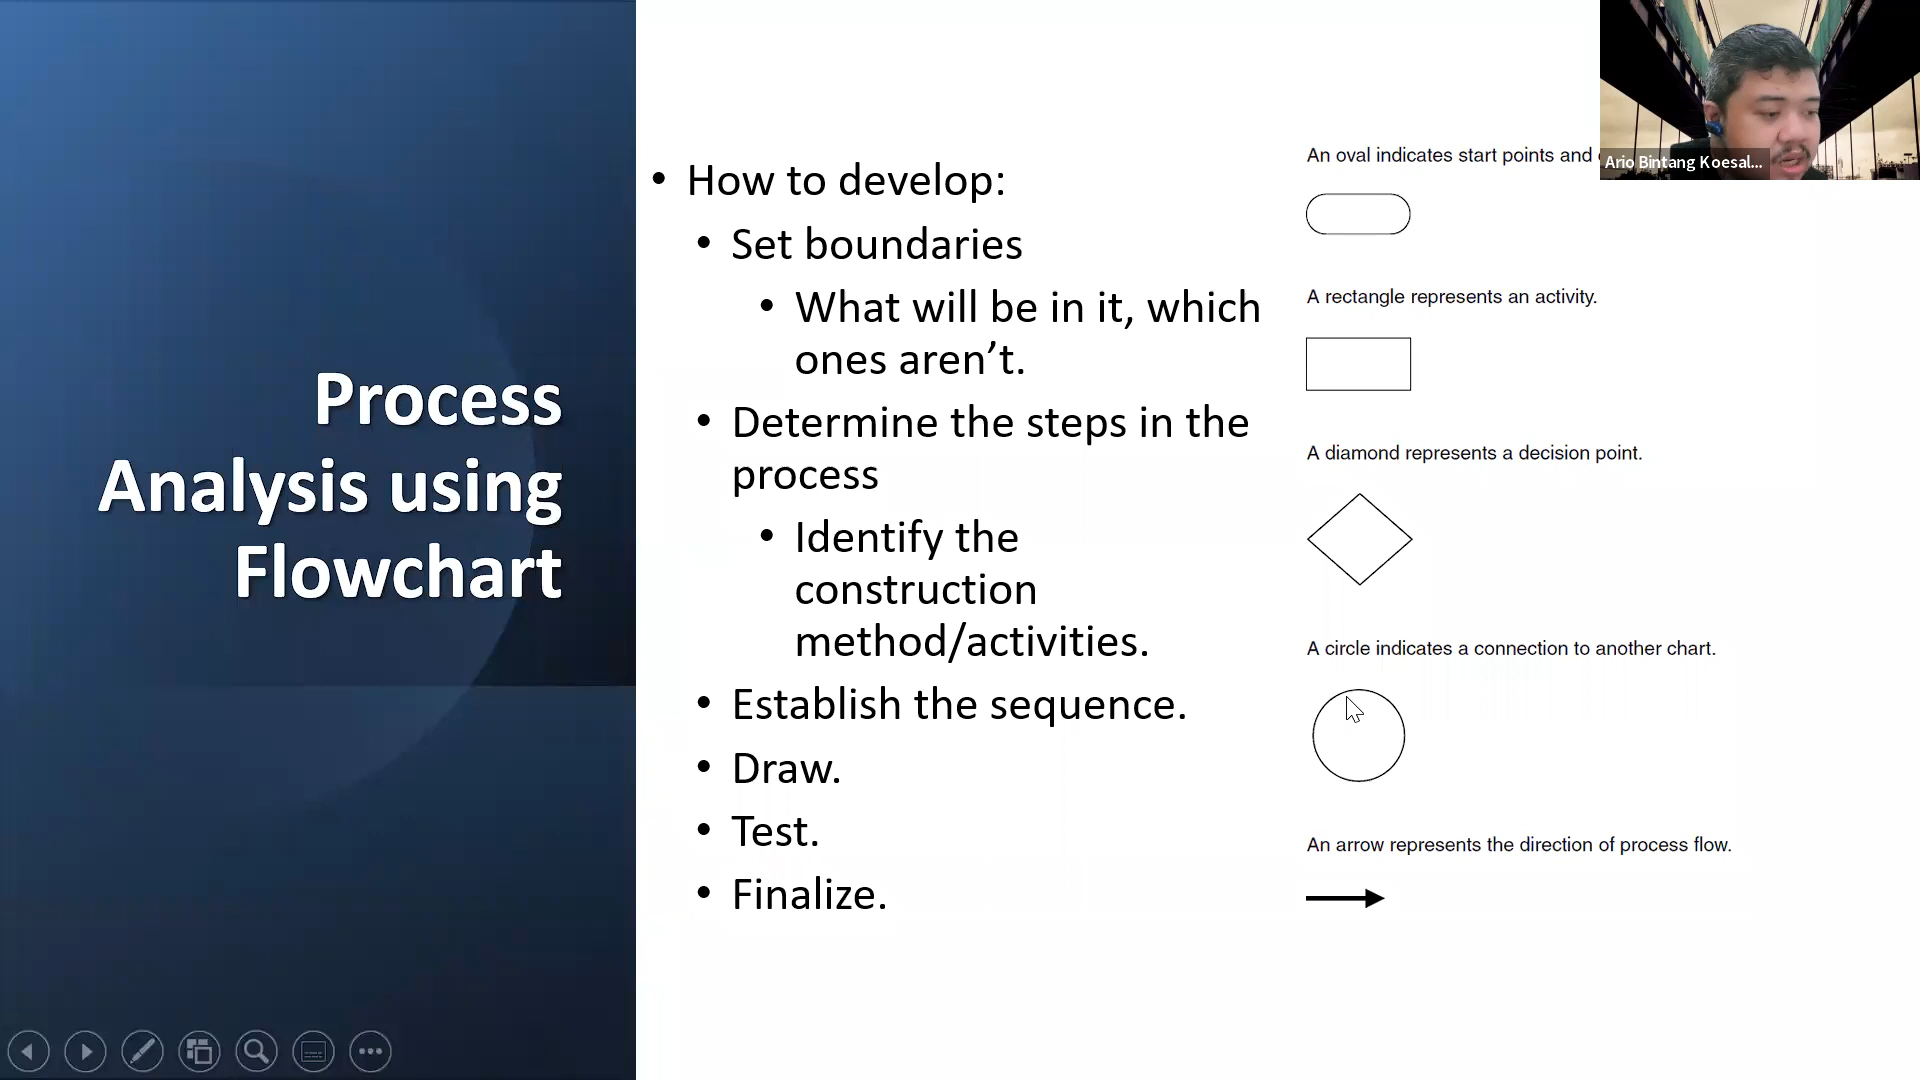 Process
Analysis using
Flowchart
• How to develop:
• Set boundaries
• What will be in it, which
ones aren’t.
• Determine the steps in the
process
• Identify the
construction
method/activities.
• Establish the sequence.
• Draw.
• Test.
• Finalize.
An oval indicates start points and
A rectangle represents an activity.
A diamond represents a decision point.
A circle indicates a connection to another chart.
An arrow represents the direction of process flow.
Ario Bintang Koesal...